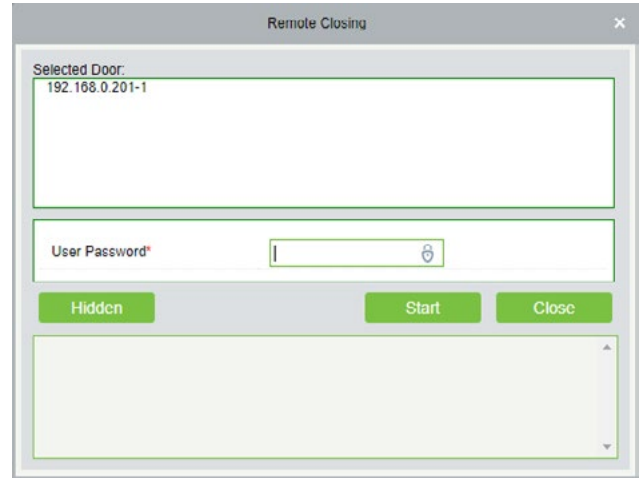 Remote Closing
Selected Door:
192.168.0.201-1
User Password*
Hidden Start Close